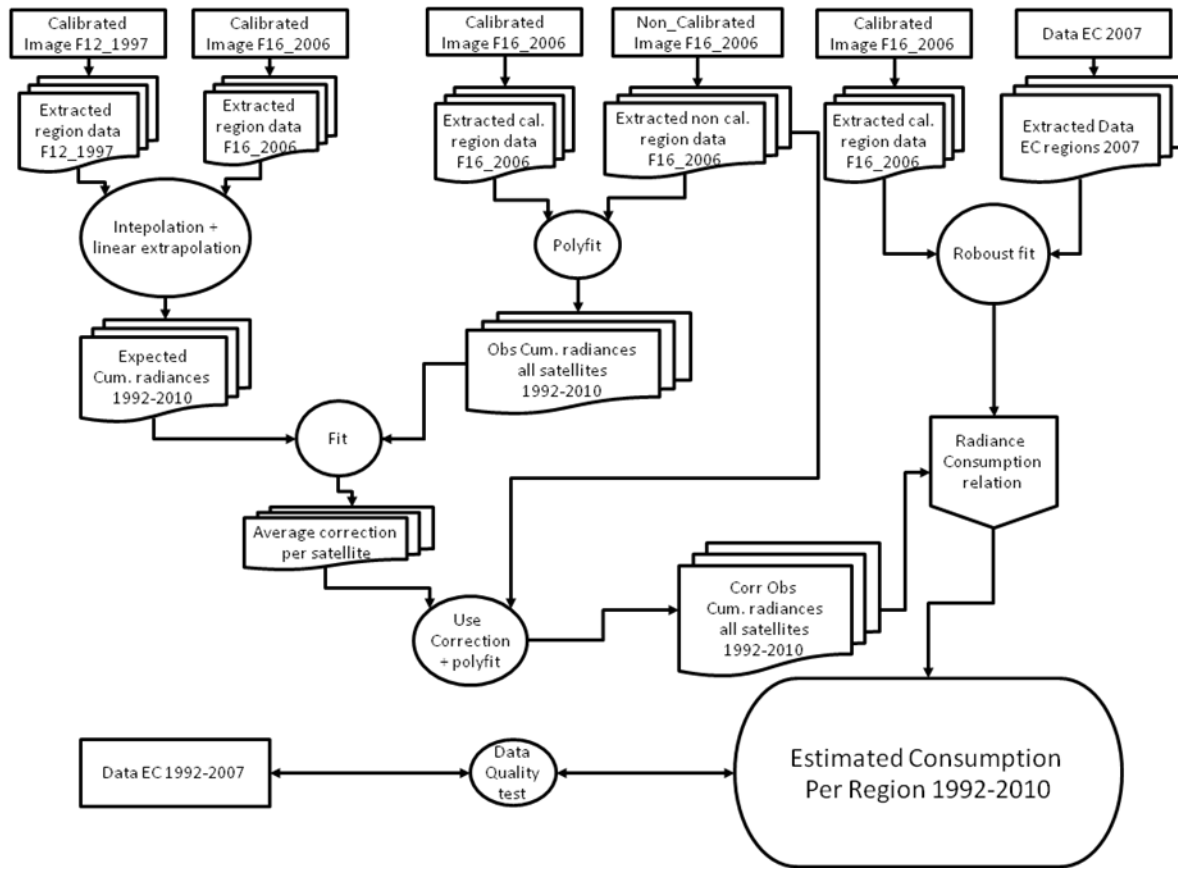 Calibrated
Image F12_1997
Calibrated
Image F16_2006
Calibrated
Image F16_2006
Non_Calibrated
Image F16_2006
Calibrated
Image F16_2006
Data EC 2007
Extracted
region data
F12_1997
Extracted
region data
F16_2006
Extracted cal.
region data
F16_2006
Extracted non cal.
region data
F16_2006
Extracted cal.
region data
F16_2006
Extracted Data
EC regions 2007
Intepolation +
linear extrapolation
Polyfit
Roboust fit
Expected
Cum. radiances
1992-2010
Obs Cum. radiances
all satellites
1992-2010
Fit
Radiance
Consumption
relation
Average correction
per satellite
Use
Correction
+ polyfit
Corr Obs
Cum. radiances
all satellites
1992-2010
Data EC 1992-2007
Data
Quality
test
Estimated Consumption
Per Region 1992-2010